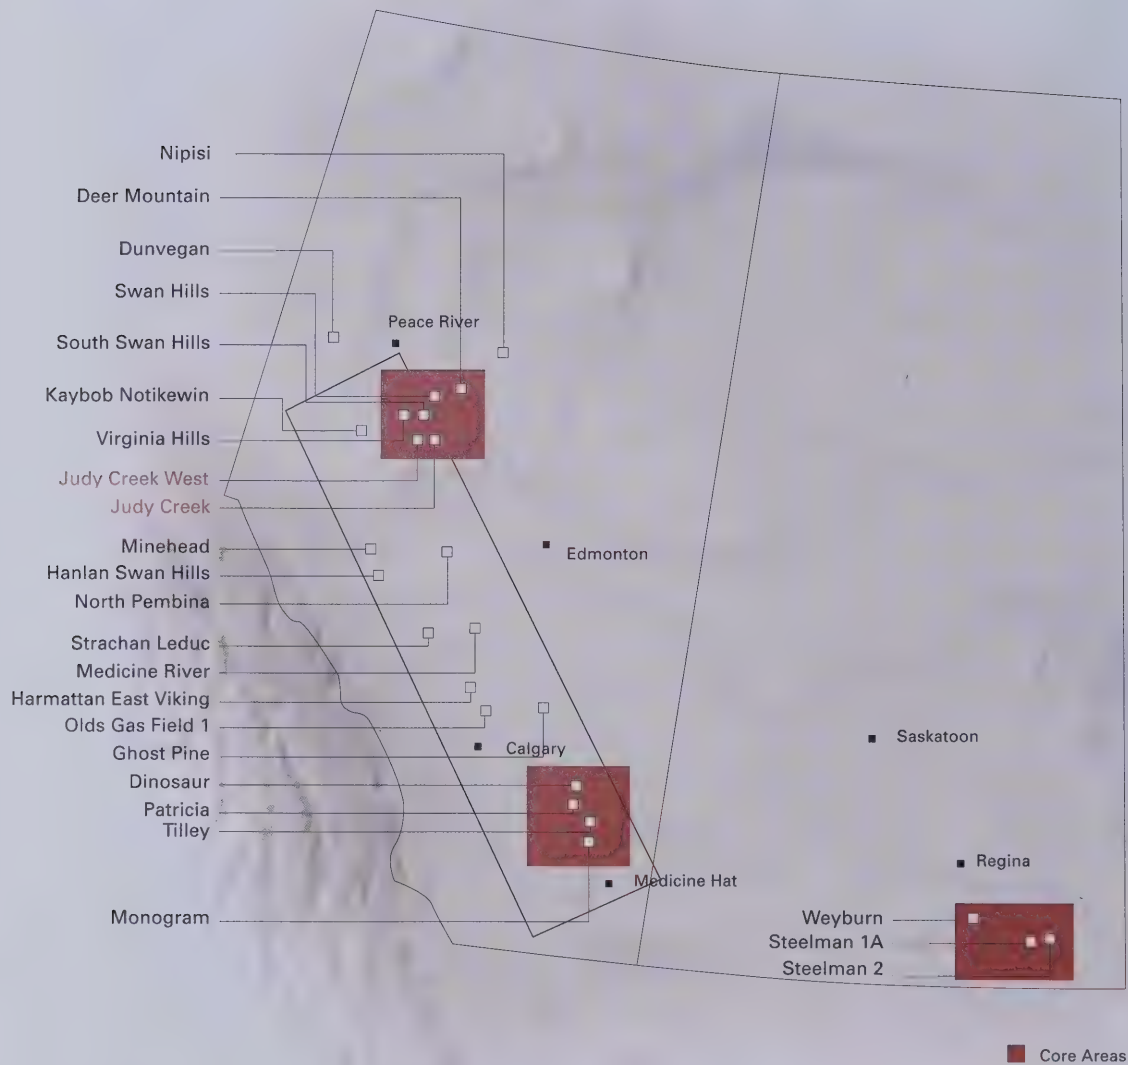 Nipisi
Deer Mountain
Dunvegan
Swan Hills
Peace River
South Swan Hills
Kaybob Notikewin
Virginia Hills
Judy Creek West
Judy Creek
Minehead
Edmonton
Hanlan Swan Hills
North Pembina
Strachan Leduc
Medicine River
Harmattan East Viking
Olds Gas Field 1
Saskatoon
Calgary
Ghost Pine
Dinosaur
Patricia
Tilley
Regina
Medicine Hat
Monogram
Weyburn
Steelman 1A
Steelman 2
Core Areas